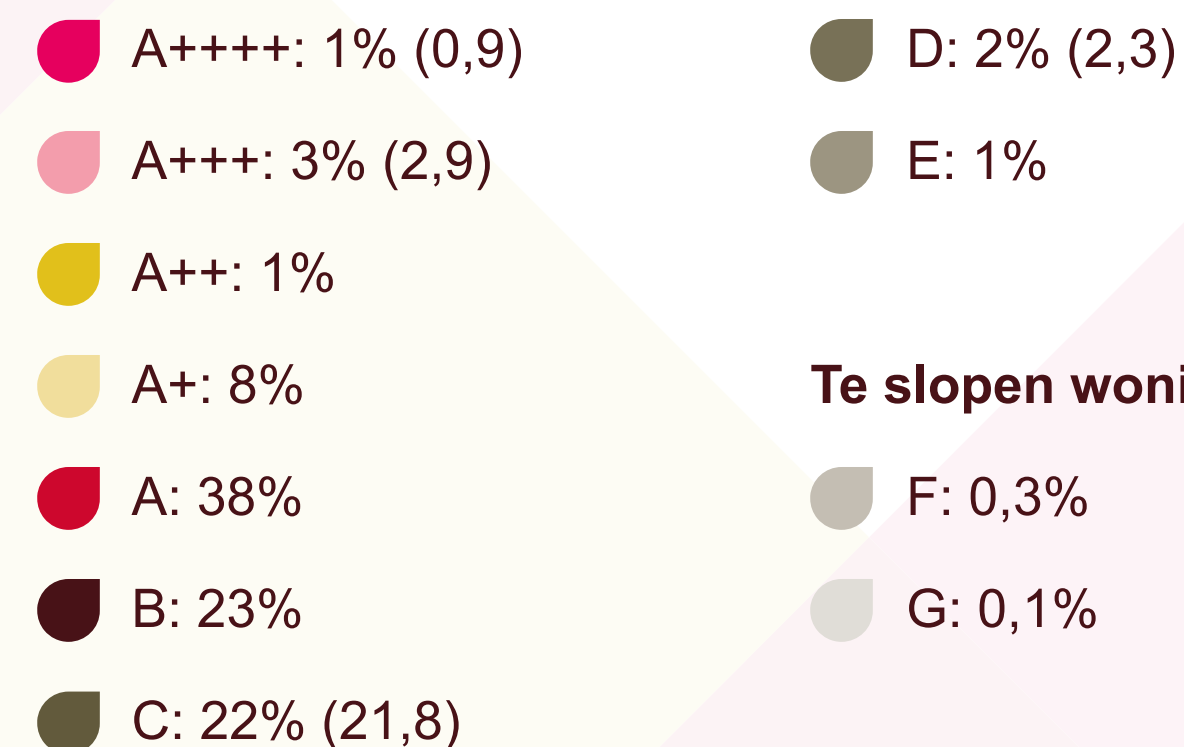 A++++: 1% (0,9)
A+++: 3% (2,9)
A++: 1%
A+: 8%
A: 38%
B: 23%
C: 22% (21,8)
D: 2% (2,3)
E: 1%
Te slopen
F: 0,3%
G: 0,1%